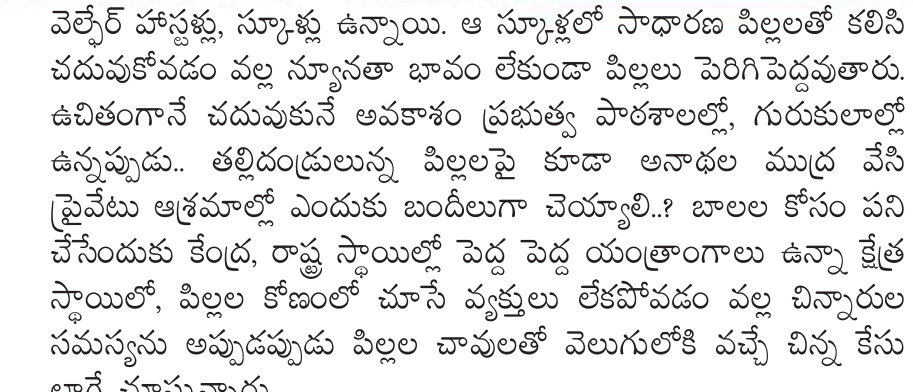 వెల్ఫేర్ హాస్టళ్లు, స్కూళ్లు ఉన్నాయి. ఆ స్కూళ్లలో సాధారణ పిల్లలతో కలిసి
చదువుకోవడం వల్ల న్యూనతా భావం లేకుండా పిల్లలు పెరిగిపెద్దవుతారు.
ఉచితంగానే చదువుకునే అవకాశం ప్రభుత్వ పాఠశాలల్లో, గురుకులాల్లో
ఉన్నప్పుడు.. తల్లిదండ్రులున్న పిల్లలపై కూడా అనాథల ముద్ర వేసి
ప్రైవేటు ఆశ్రమాల్లో ఎందుకు బందీలుగా చెయ్యాలి..? బాలల కోసం పని
చేసేందుకు కేంద్ర, రాష్ట్ర స్థాయిల్లో పెద్ద పెద్ద యంత్రాంగాలు ఉన్నా క్షేత్ర
స్థాయిలో, పిల్లల కోణంలో చూసే వ్యక్తులు లేకపోవడం వల్ల చిన్నారుల
సమస్యను అప్పుడప్పుడు పిల్లల చావులతో వెలుగులోకి వచ్చే చిన్న కేసు
లాగే చూస్తున్నారు.